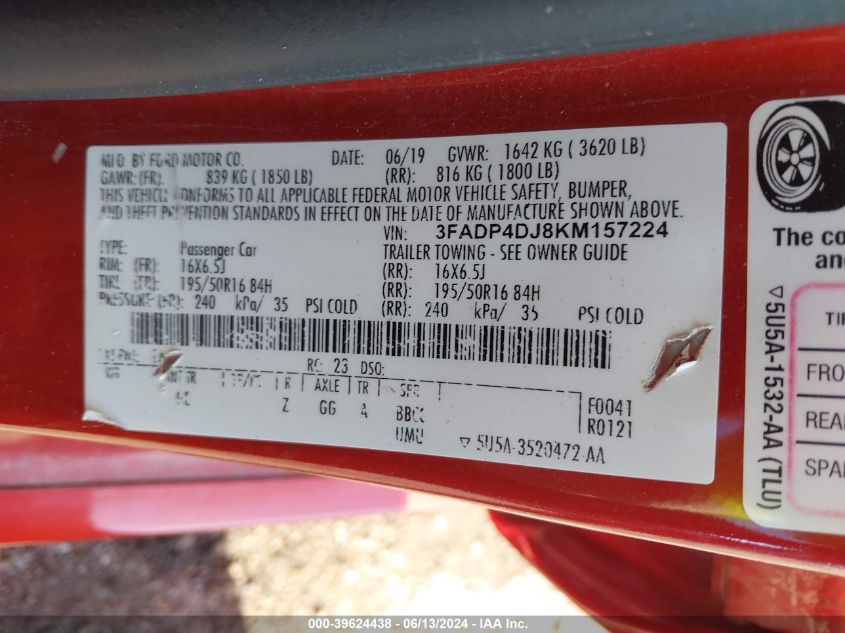 MFD. BY FORD MOTOR CO. DATE: 06/19 GVWR: 1642 KG ( 3620 LB)
GAWR: (FR): 839 KG ( 1850 LB) (RR): 816 KG ( 1800 LB)
THIS VEHICLE CONFORMS TO ALL APPLICABLE FEDERAL MOTOR VEHICLE SAFETY, BUMPER,
AND THEFT PREVENTION STANDARDS IN EFFECT ON THE DATE OF MANUFACTURE SHOWN ABOVE.
VIN: 3FADP4DJ8KM157224
TYPE: Passenger Car TRAILER TOWING - SEE OWNER GUIDE
RIM: (FR): 16X6.5J (RR): 16X6.5J
TIRE: (FR): 195/50R16 84H (RR): 195/50R16 84H
PRESSURE: (FR): 240 kPa/ 35 PSI COLD (RR): 240 kPa/ 35 PSI COLD
RC: 23 DSO:
R AXLE TR SPR
Z GG A BBCC
UMU
F0041
R0121
▽ 5U5A-3520472-AA
The co
an
TI
FRO
REA
SPA
▽ 5U5A-1532-AA (TLU)
000-39624438 - 06/13/2024 - IAA Inc.